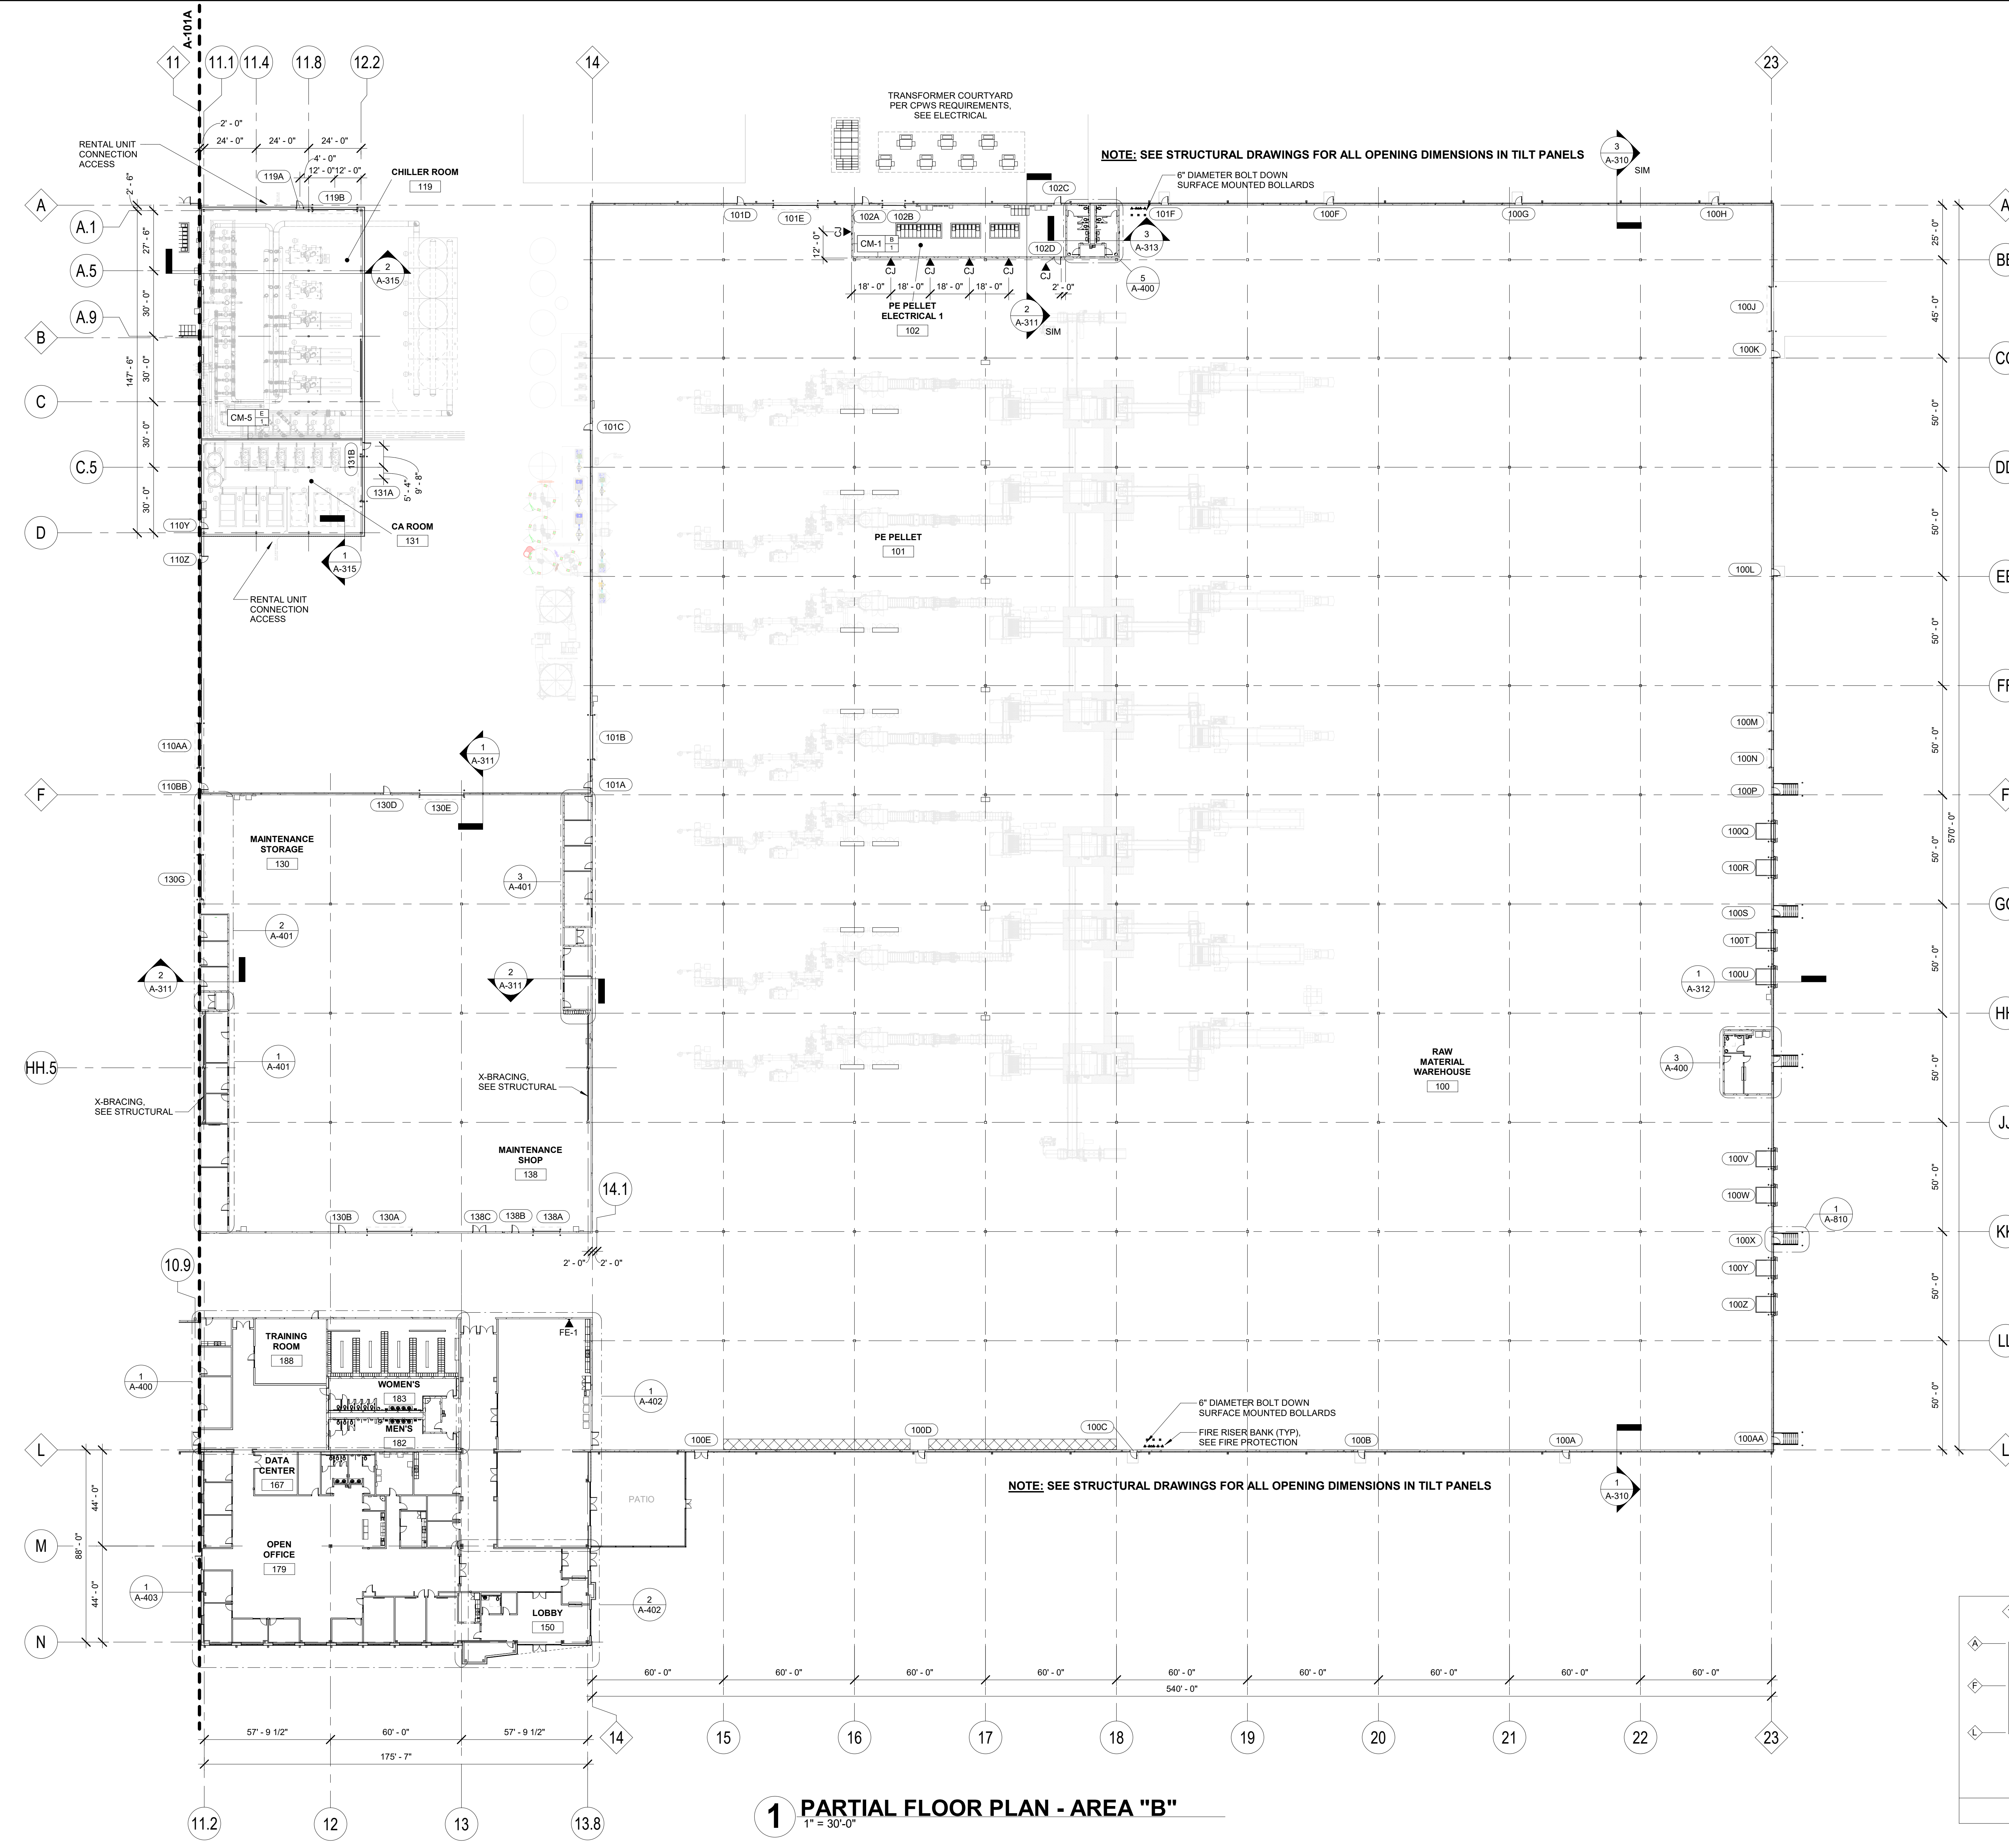 A-101A
11
11.1
11.4
11.8
12.2
14
23
2' - 0"
24' - 0"
24' - 0"
24' - 0"
4' - 0"
12' - 0"
12' - 0"
RENTAL UNIT
CONNECTION
ACCESS
119A
119B
CHILLER ROOM
119
2' - 6"
TRANSFORMER COURTYARD
PER CPWS REQUIREMENTS,
SEE ELECTRICAL
NOTE: SEE STRUCTURAL DRAWINGS FOR ALL OPENING DIMENSIONS IN TILT PANELS
3
A-310
SIM
6" DIAMETER BOLT DOWN
SURFACE MOUNTED BOLLARDS
102C
A
A.1
A.5
A.9
B
C
C.5
D
27' - 6"
30' - 0"
30' - 0"
30' - 0"
30' - 0"
147' - 6"
101D
101E
102A
102B
101F
100F
100G
100H
A
25' - 0"
CJ
12' - 0"
CM-1
B
1
102D
3
A-313
2
A-315
CJ
CJ
CJ
CJ
CJ
5
A-400
18' - 0"
18' - 0"
18' - 0"
18' - 0"
2' - 0"
PE PELLET
ELECTRICAL 1
102
2
A-311
SIM
100J
45' - 0"
100K
CM-5
E
1
131B
131A
5' - 4"
9' - 8"
101C
50' - 0"
110Y
CA ROOM
131
110Z
1
A-315
RENTAL UNIT
CONNECTION
ACCESS
PE PELLET
101
50' - 0"
100L
50' - 0"
110AA
1
A-311
101B
100M
100N
50' - 0"
110BB
F
101A
100P
F
130D
130E
MAINTENANCE
STORAGE
130
100Q
570' - 0"
50' - 0"
130G
3
A-401
100R
2
A-401
100S
2
A-311
2
A-311
100T
50' - 0"
100U
1
A-312
HH.5
1
A-401
X-BRACING,
SEE STRUCTURAL
X-BRACING,
SEE STRUCTURAL
RAW
MATERIAL
WAREHOUSE
100
3
A-400
50' - 0"
MAINTENANCE
SHOP
138
14.1
100V
50' - 0"
100W
130B
130A
138C
138B
138A
1
A-810
100X
2' - 0"
2' - 0"
10.9
100Y
50' - 0"
100Z
TRAINING
ROOM
188
FE-1
1
A-400
WOMEN'S
183
1
A-402
MEN'S
182
6" DIAMETER BOLT DOWN
SURFACE MOUNTED BOLLARDS
FIRE RISER BANK (TYP),
SEE FIRE PROTECTION
50' - 0"
100E
100D
100C
100B
100A
100AA
L
L
DATA
CENTER
167
PATIO
NOTE: SEE STRUCTURAL DRAWINGS FOR ALL OPENING DIMENSIONS IN TILT PANELS
1
A-310
44' - 0"
88' - 0"
M
OPEN
OFFICE
179
1
A-403
44' - 0"
LOBBY
150
2
A-402
N
A
F
L
60' - 0"
60' - 0"
60' - 0"
60' - 0"
60' - 0"
60' - 0"
60' - 0"
60' - 0"
60' - 0"
540' - 0"
57' - 9 1/2"
60' - 0"
57' - 9 1/2"
14
15
16
17
18
19
20
21
22
23
175' - 7"
11.2
12
13
13.8
1
PARTIAL FLOOR PLAN - AREA "B"
1" = 30'-0"